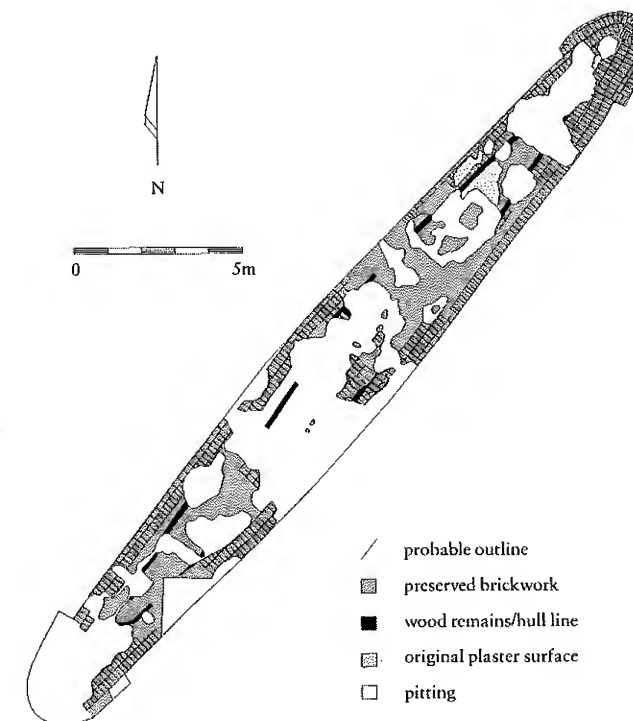 N
0 5m
probable outline
preserved brickwork
wood remains/hull line
original plaster surface
pitting